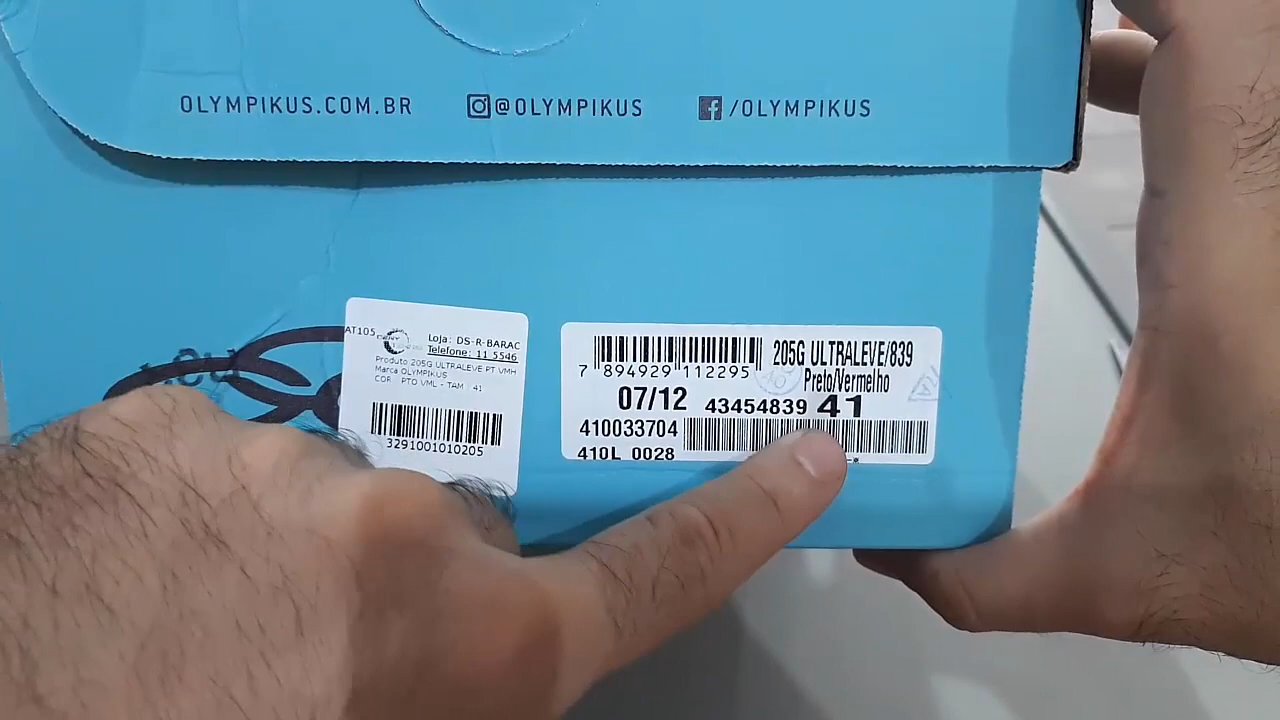 OLYMPIKUS.COM.BR @OLYMPIKUS /OLYMPIKUS
AT105
Loja: DS-R-BARAC
Telefone: 11 5546
Produto 205G ULTRALEVE PT VMH
Marca OLYMPIKUS
COR PTO VML - TAM 41
3291001010205
7 894929 112295
205G ULTRALEVE/839
Preto/Vermelho
07/12 43454839 41
410033704
410L 0028